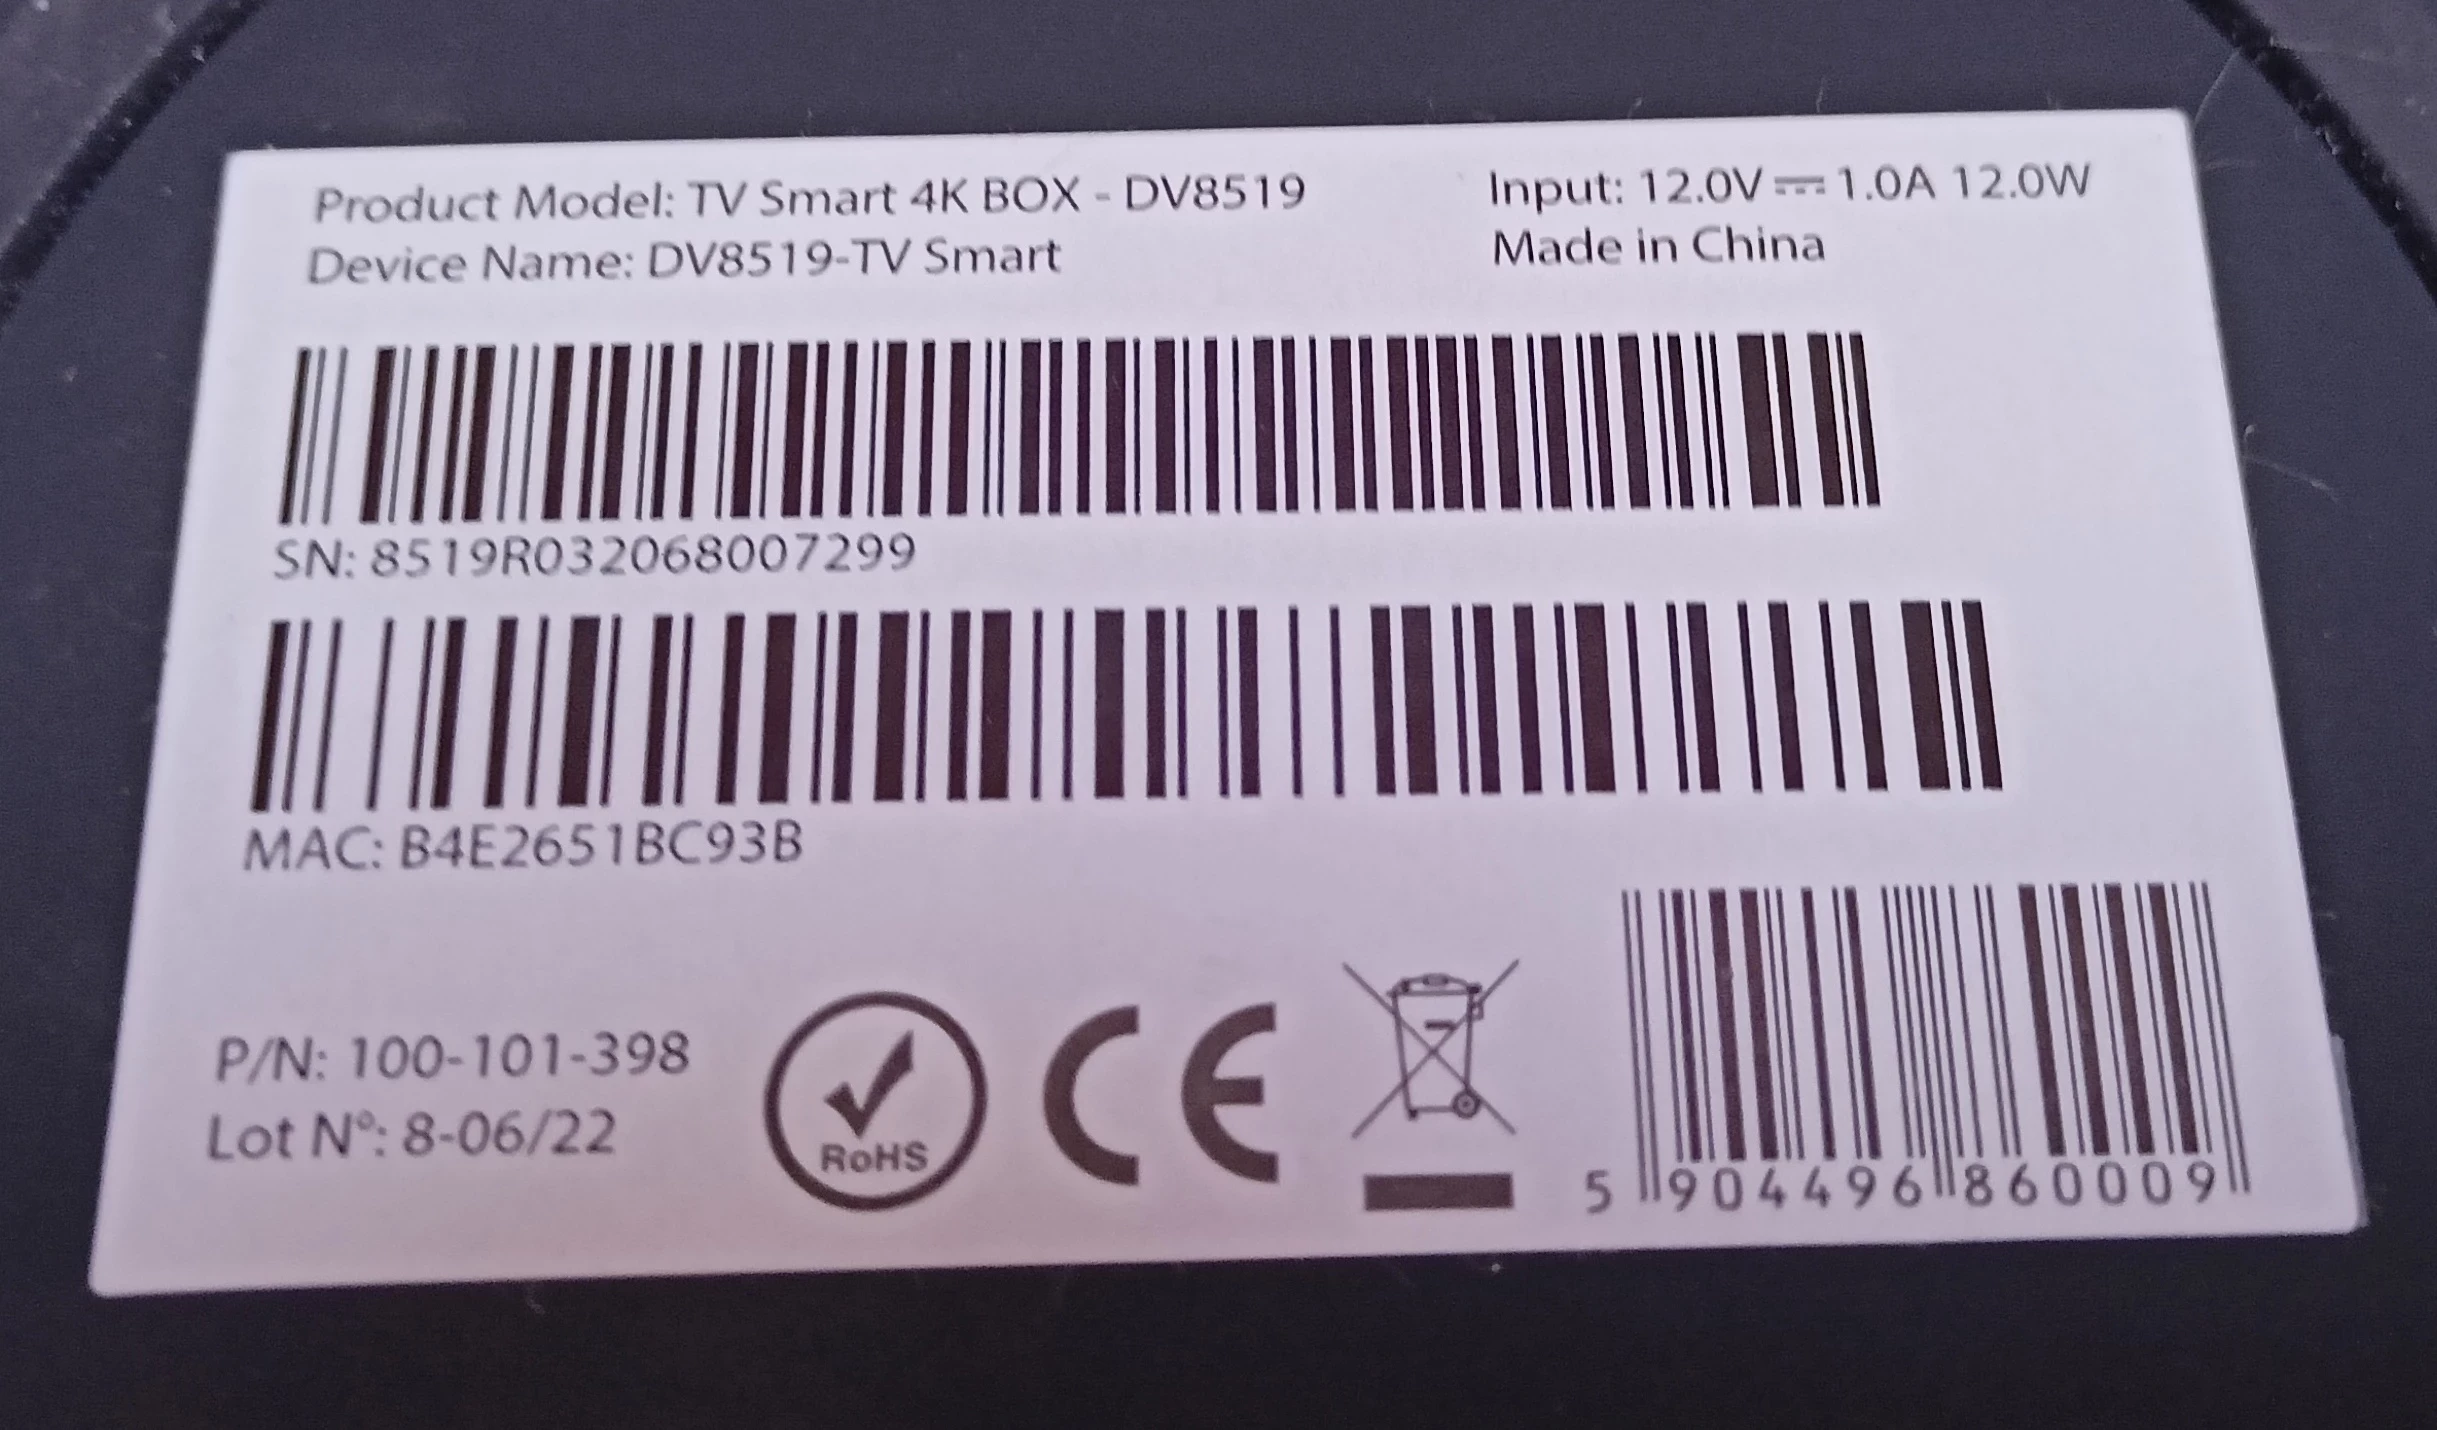 Product Model: TV Smart 4K BOX - DV8519
Device Name: DV8519-TV Smart
Input: 12.0V⎓1.0A 12.0W
Made in China
SN: 8519R032068007299
MAC: B4E2651BC93B
P/N: 100-101-398
Lot N°: 8-06/22
RoHS
CE
5 904496 860009